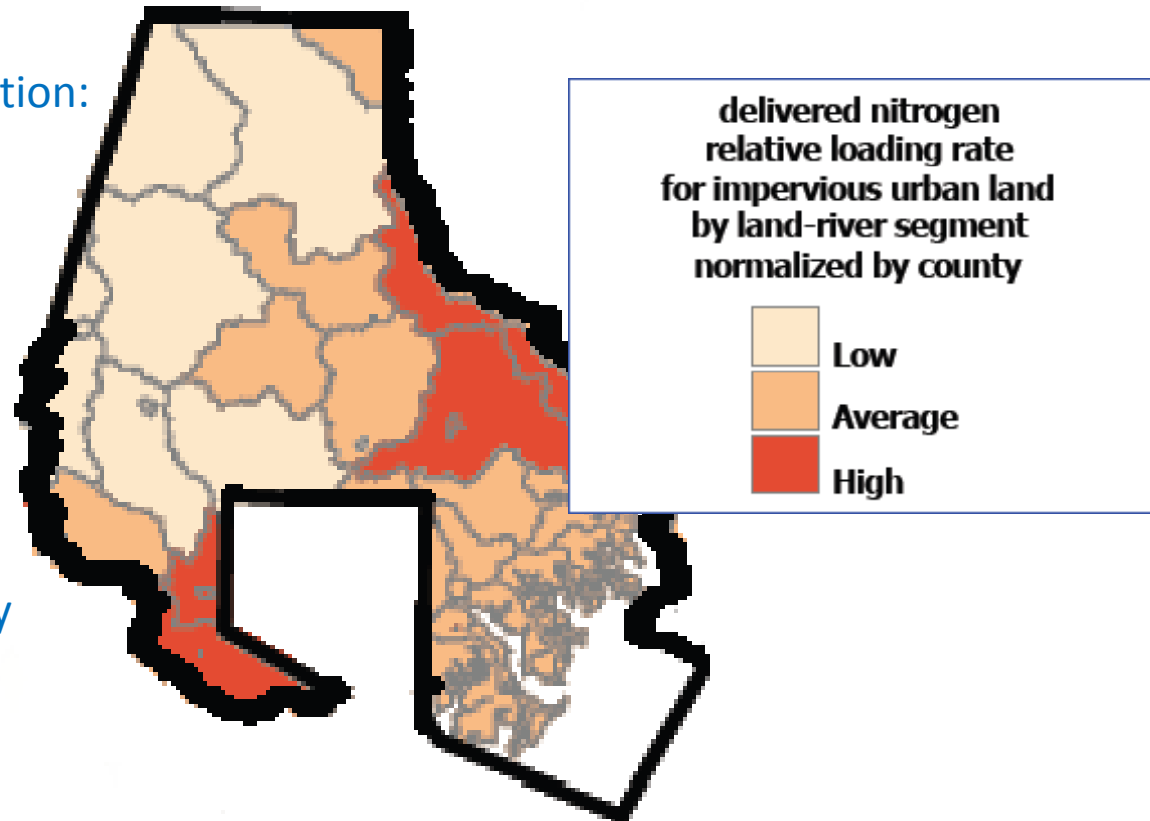 tion:
delivered nitrogen
relative loading rate
for impervious urban land
by land-river segment
normalized by county
Low
Average
High
y